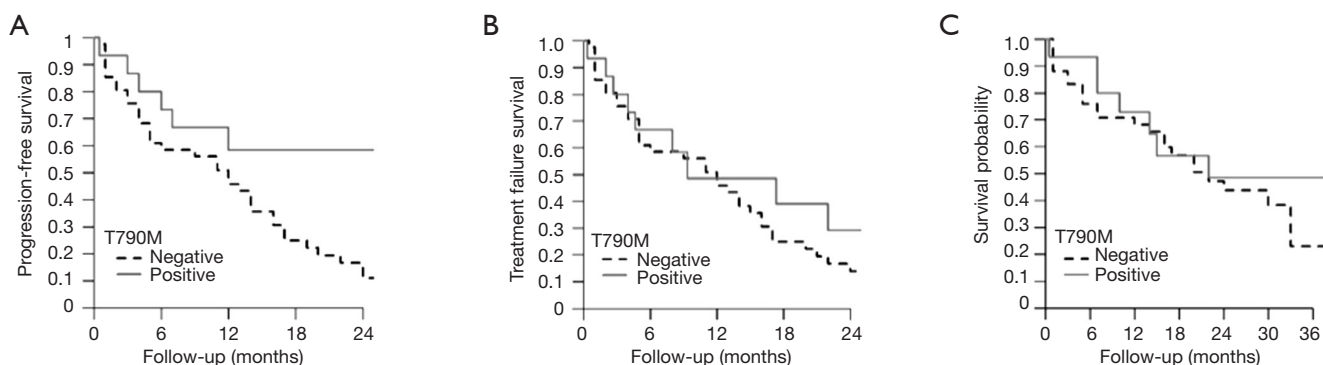 A
Progression-free survival
1
0.9
0.8
0.7
0.6
0.5
0.4
0.3
0.2
0.1
0
T790M
Negative
Positive
0 6 12 18 24
Follow-up (months)
B
Treatment failure survival
1.0
0.9
0.8
0.7
0.6
0.5
0.4
0.3
0.2
0.1
0
T790M
Negative
Positive
0 6 12 18 24
Follow-up (months)
C
Survival probability
1.0
0.9
0.8
0.7
0.6
0.5
0.4
0.3
0.2
0.1
0
T790M
Negative
Positive
0 6 12 18 24 30 36
Follow-up (months)